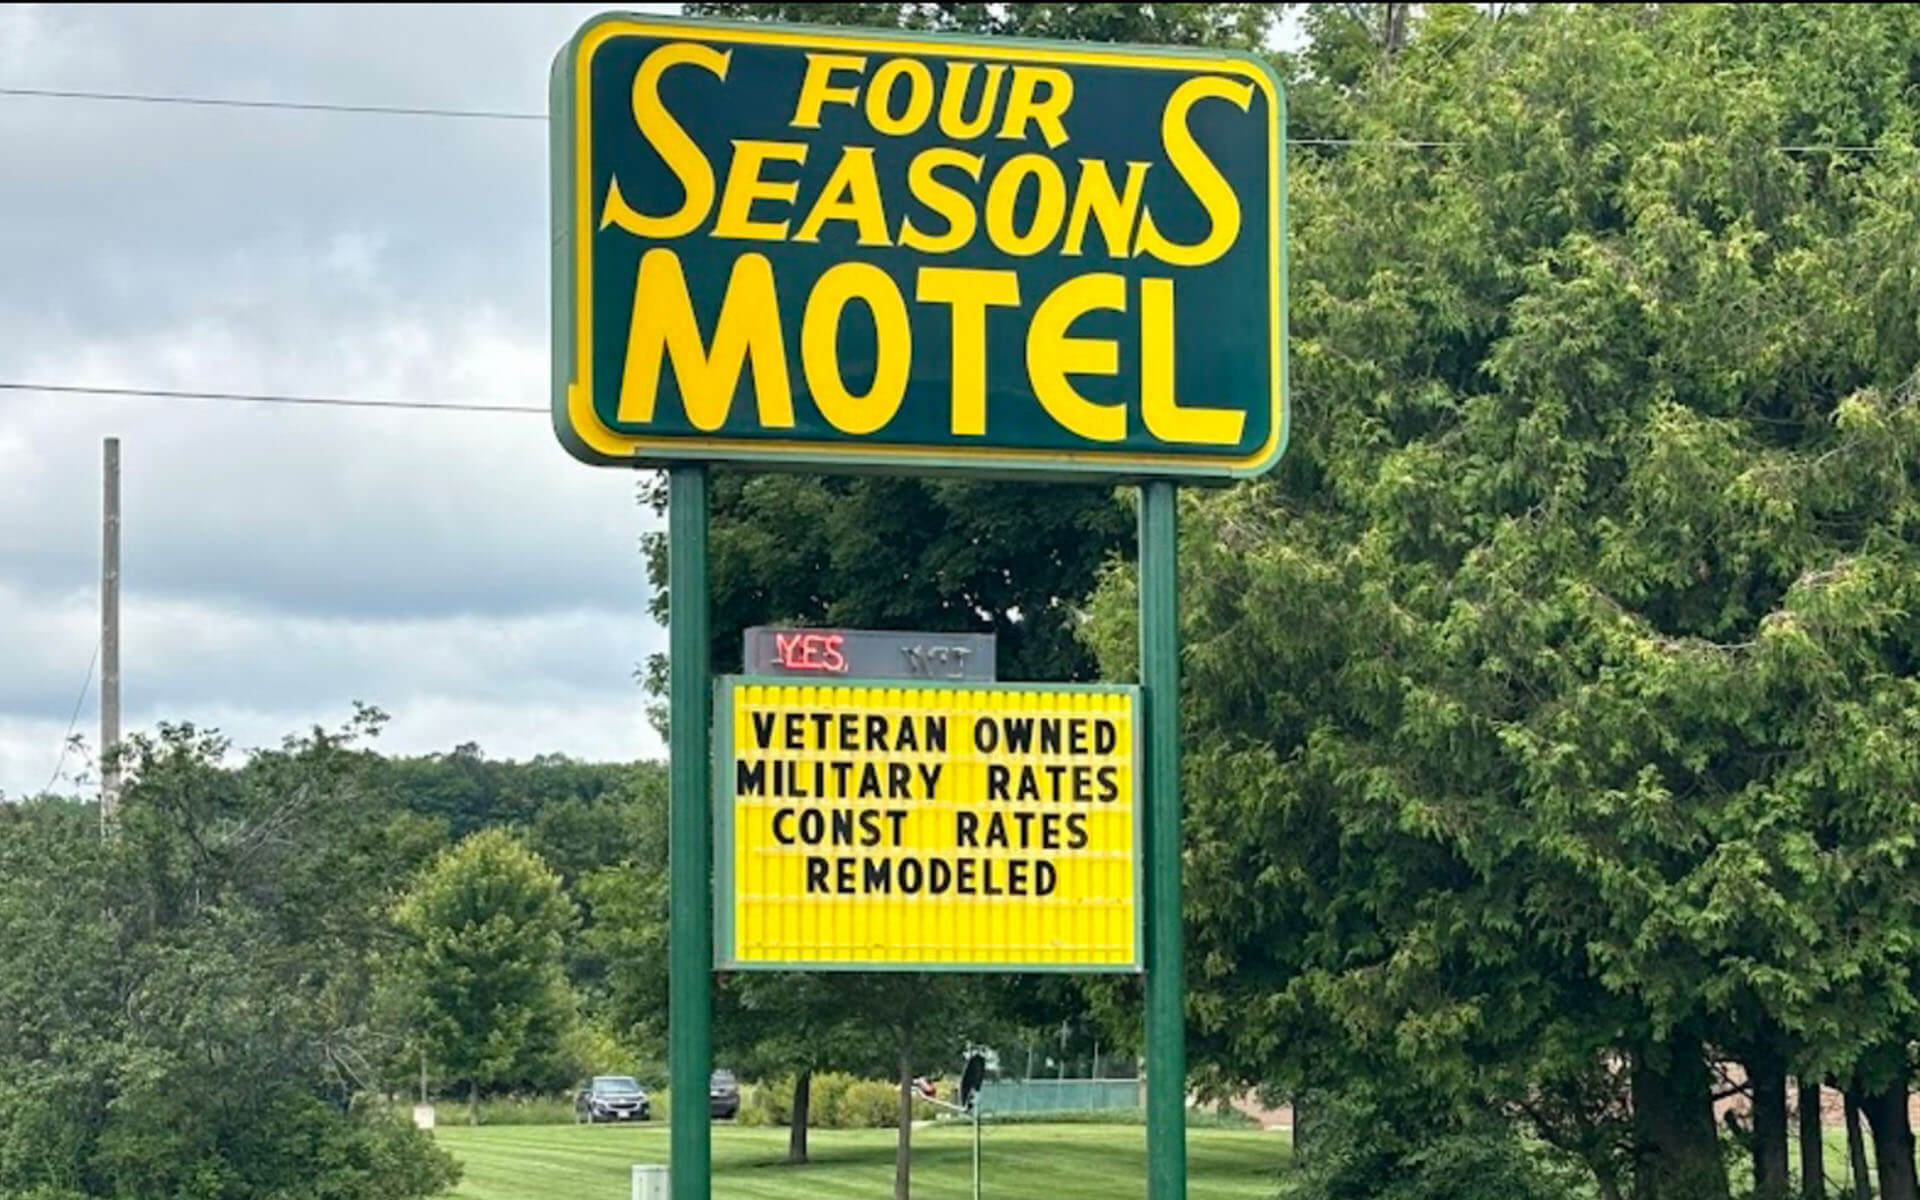 FOUR
SEASONS
MOTEL
YES
VETERAN OWNED
MILITARY RATES
CONST RATES
REMODELED